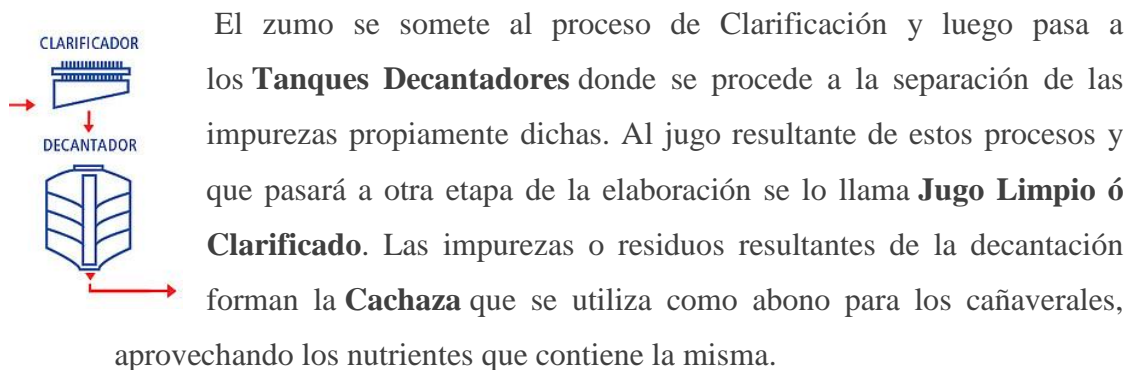 CLARIFICADOR
DECANTADOR
El zumo se somete al proceso de Clarificación y luego pasa a
los Tanques Decantadores donde se procede a la separación de las
impurezas propiamente dichas. Al jugo resultante de estos procesos y
que pasará a otra etapa de la elaboración se lo llama Jugo Limpio ó
Clarificado. Las impurezas o residuos resultantes de la decantación
forman la Cachaza que se utiliza como abono para los cañaverales,
aprovechando los nutrientes que contiene la misma.